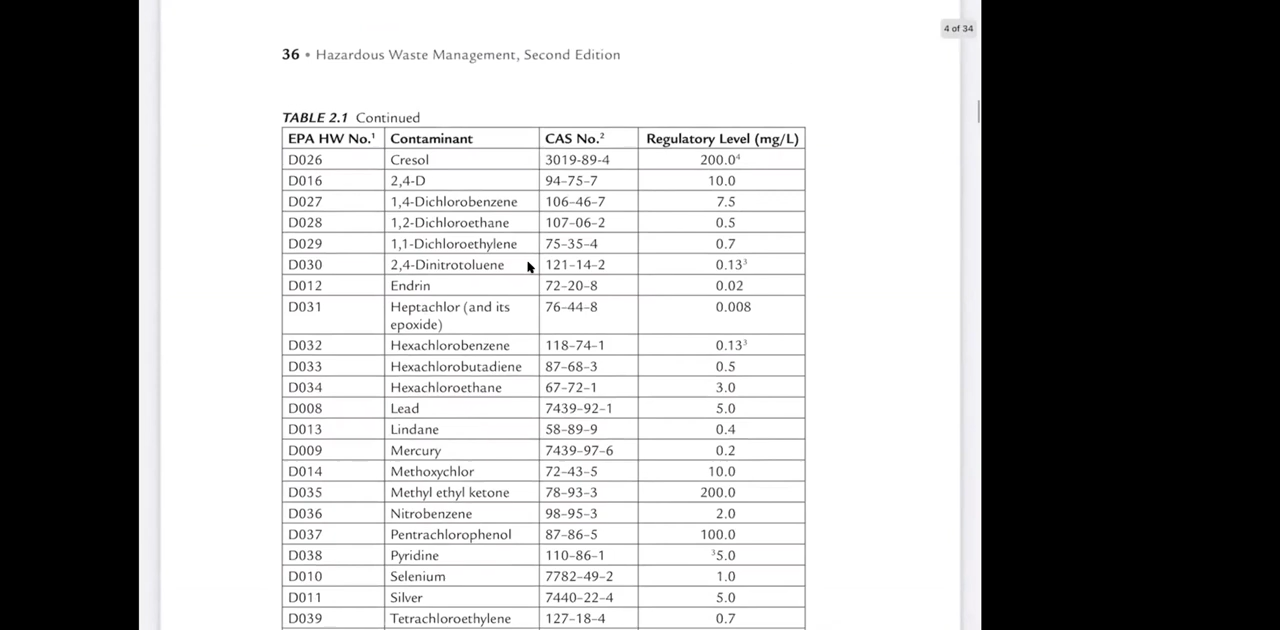 4 of 34
36 • Hazardous Waste Management, Second Edition
TABLE 2.1 Continued
EPA HW No.¹ Contaminant CAS No.² Regulatory Level (mg/L)
D026 Cresol 3019-89-4 200.0⁴
D016 2,4-D 94-75-7 10.0
D027 1,4-Dichlorobenzene 106-46-7 7.5
D028 1,2-Dichloroethane 107-06-2 0.5
D029 1,1-Dichloroethylene 75-35-4 0.7
D030 2,4-Dinitrotoluene 121-14-2 0.13³
D012 Endrin 72-20-8 0.02
D031 Heptachlor (and its 76-44-8 0.008
epoxide)
D032 Hexachlorobenzene 118-74-1 0.13³
D033 Hexachlorobutadiene 87-68-3 0.5
D034 Hexachloroethane 67-72-1 3.0
D008 Lead 7439-92-1 5.0
D013 Lindane 58-89-9 0.4
D009 Mercury 7439-97-6 0.2
D014 Methoxychlor 72-43-5 10.0
D035 Methyl ethyl ketone 78-93-3 200.0
D036 Nitrobenzene 98-95-3 2.0
D037 Pentrachlorophenol 87-86-5 100.0
D038 Pyridine 110-86-1 ³5.0
D010 Selenium 7782-49-2 1.0
D011 Silver 7440-22-4 5.0
D039 Tetrachloroethylene 127-18-4 0.7